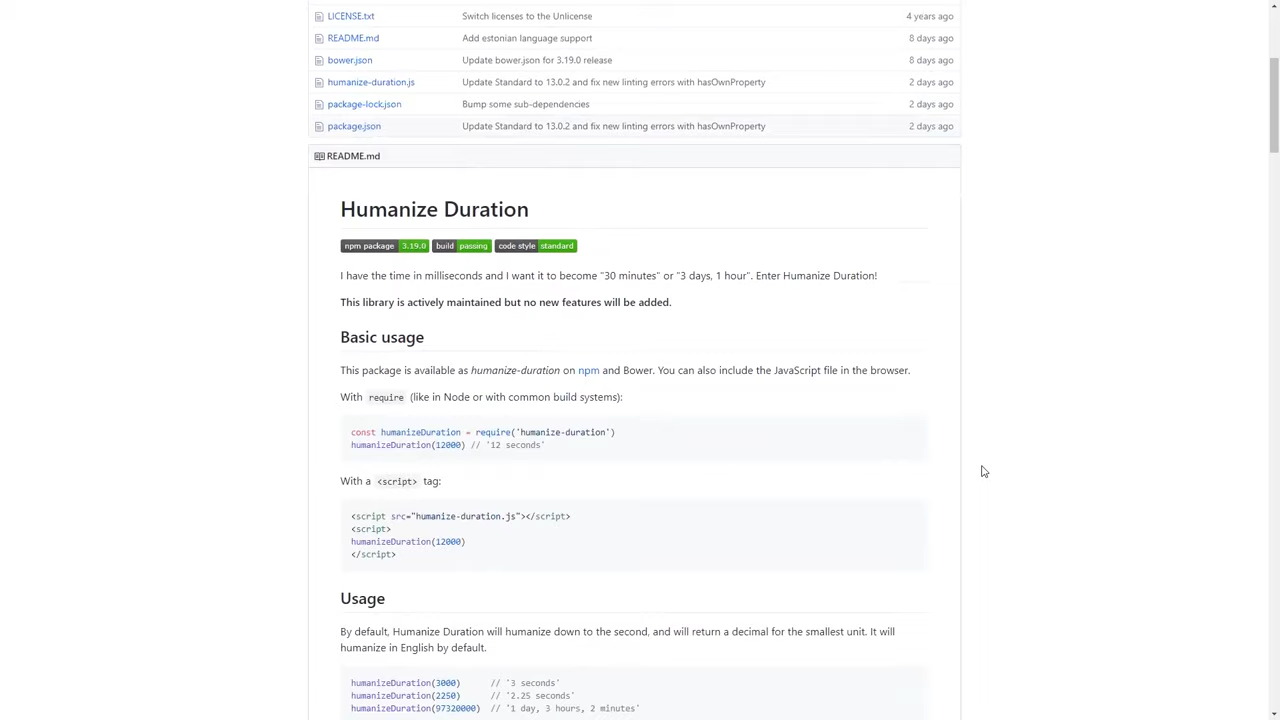 LICENSE.txt Switch licenses to the Unlicense 4 years ago
README.md Add estonian language support 8 days ago
bower.json Update bower.json for 3.19.0 release 8 days ago
humanize-duration.js Update Standard to 13.0.2 and fix new linting errors with hasOwnProperty 2 days ago
package-lock.json Bump some sub-dependencies 2 days ago
package.json Update Standard to 13.0.2 and fix new linting errors with hasOwnProperty 2 days ago
README.md
Humanize Duration
npm package 3.19.0 build passing code style standard
I have the time in milliseconds and I want it to become "30 minutes" or "3 days, 1 hour". Enter Humanize Duration!
This library is actively maintained but no new features will be added.
Basic usage
This package is available as humanize-duration on npm and Bower. You can also include the JavaScript file in the browser.
With require (like in Node or with common build systems):
const humanizeDuration = require('humanize-duration')
humanizeDuration(12000) // '12 seconds'
With a <script> tag:
<script src="humanize-duration.js"></script>
<script>
humanizeDuration(12000)
</script>
Usage
By default, Humanize Duration will humanize down to the second, and will return a decimal for the smallest unit. It will
humanize in English by default.
humanizeDuration(3000) // '3 seconds'
humanizeDuration(2250) // '2.25 seconds'
humanizeDuration(97320000) // '1 day, 3 hours, 2 minutes'